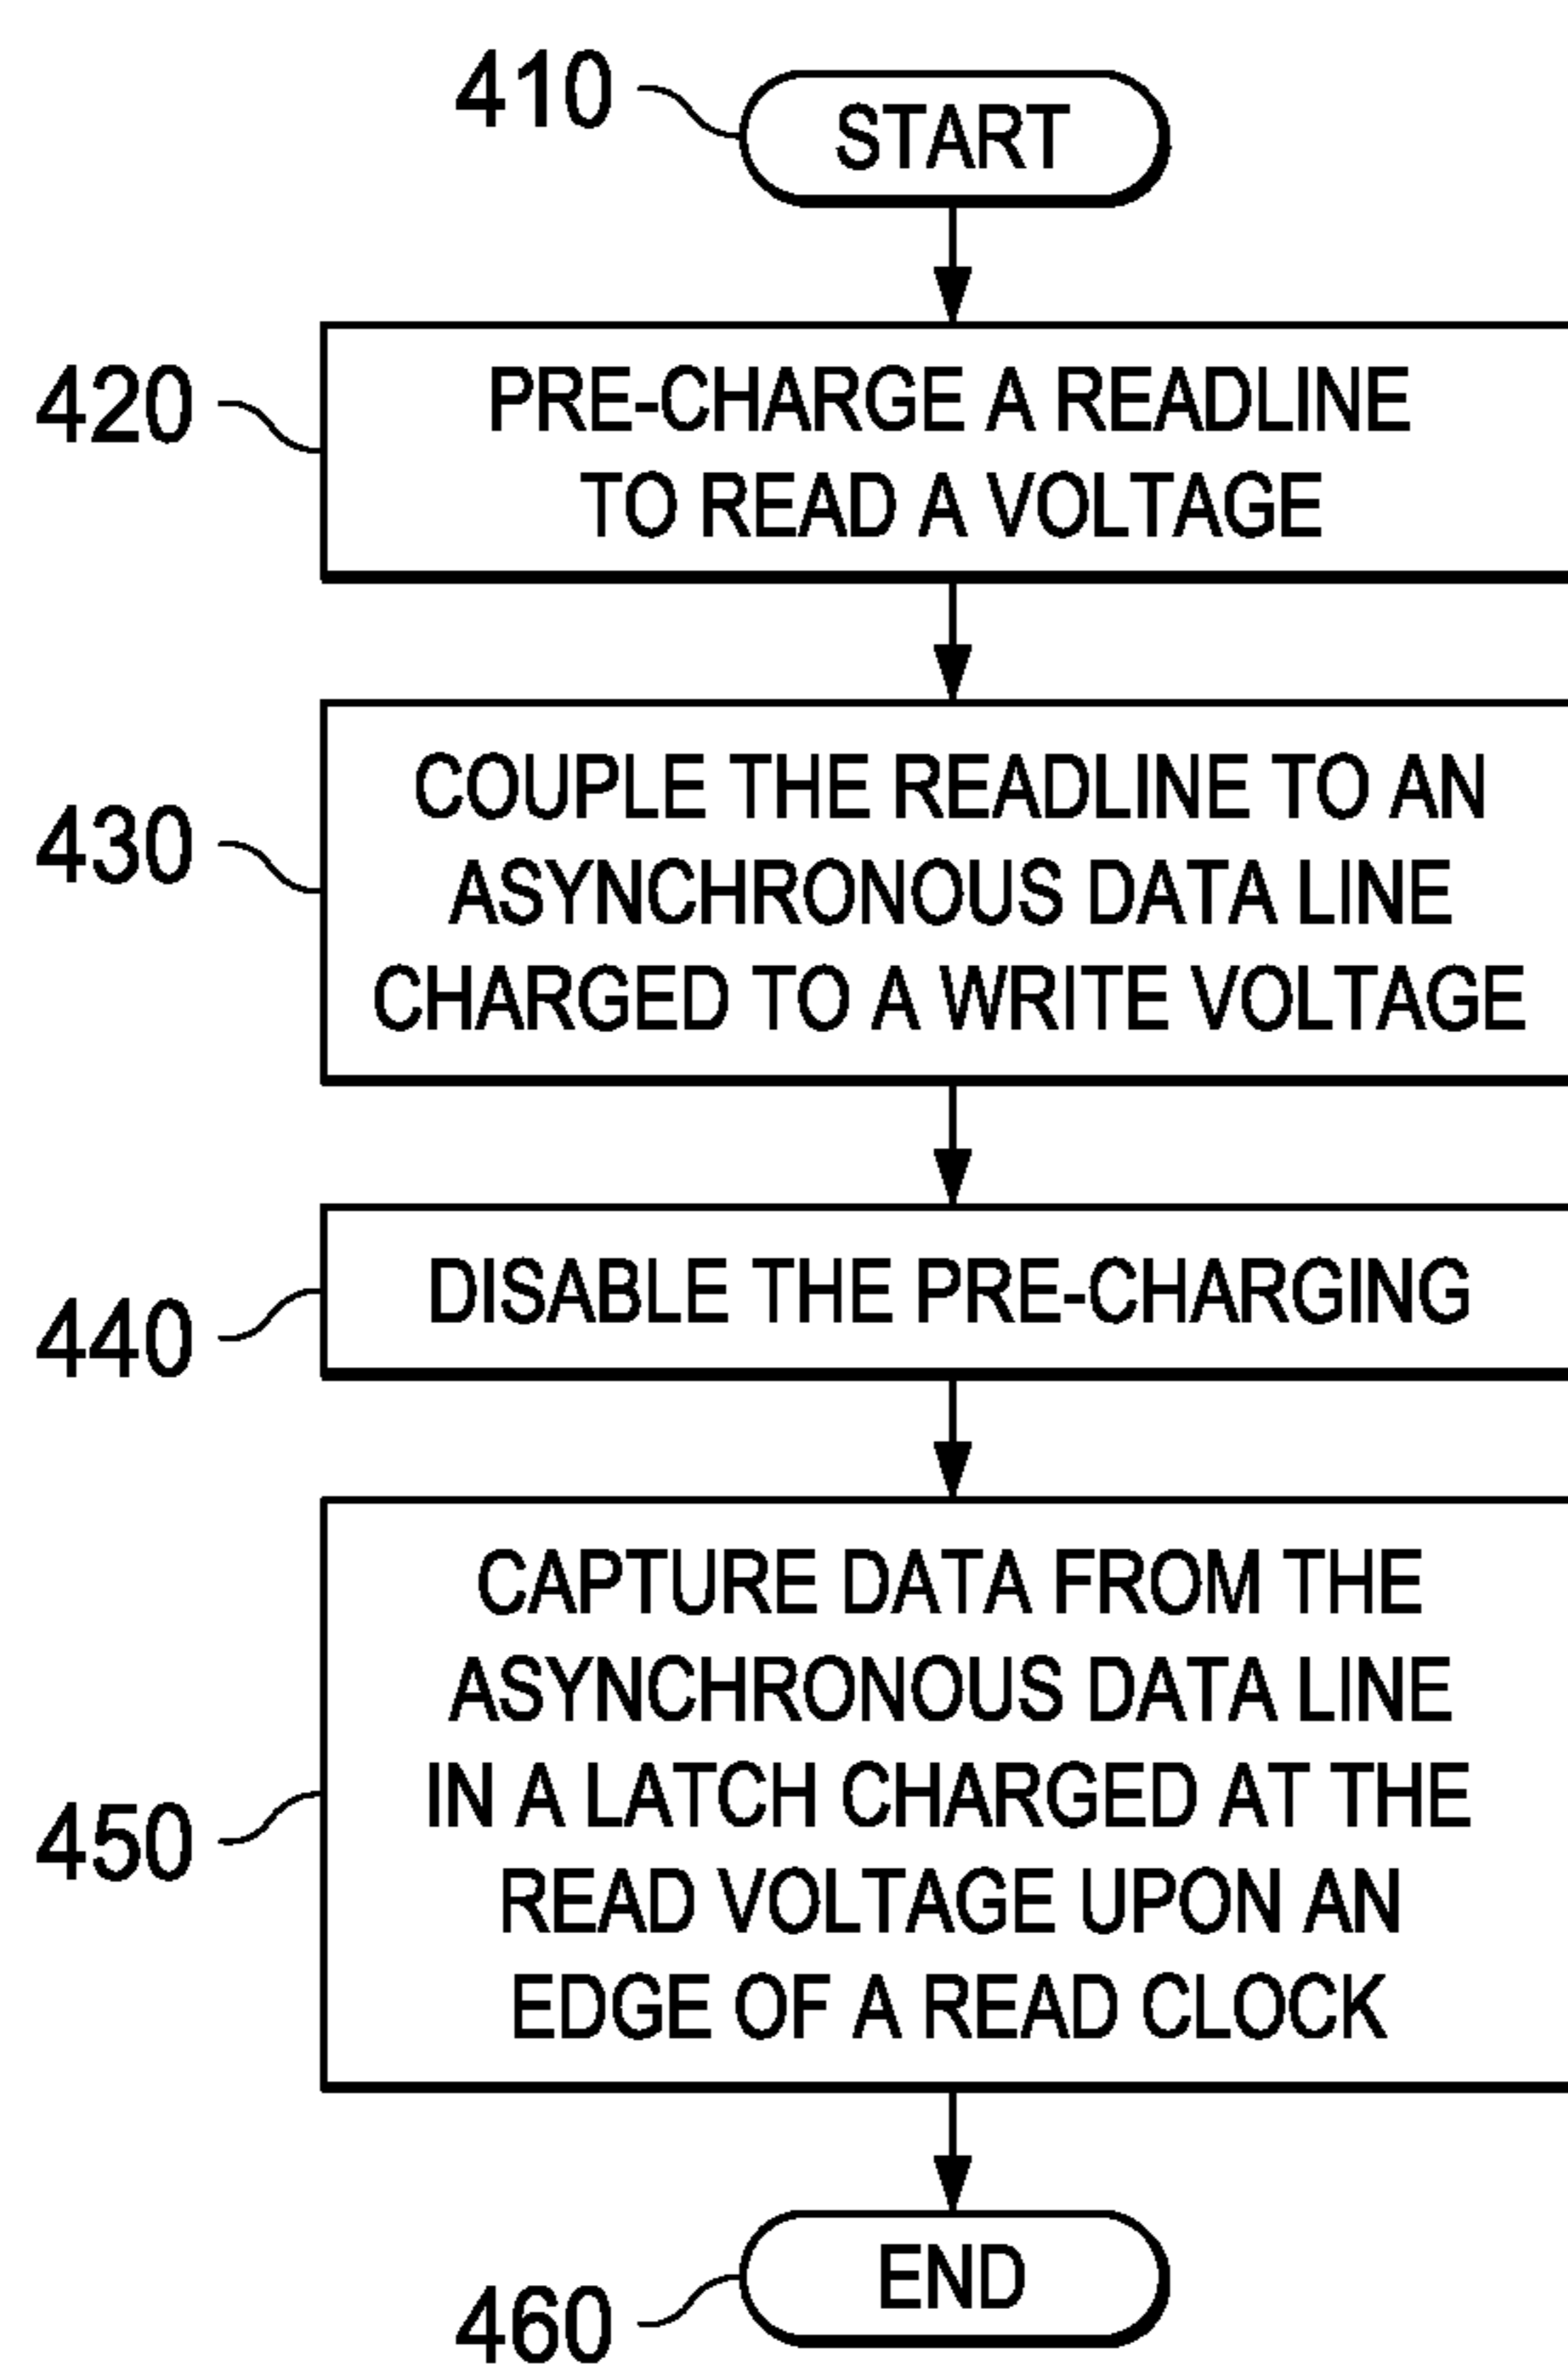 410
START
420
PRE-CHARGE A READLINE
TO READ A VOLTAGE
430
COUPLE THE READLINE TO AN
ASYNCHRONOUS DATA LINE
CHARGED TO A WRITE VOLTAGE
440
DISABLE THE PRE-CHARGING
450
CAPTURE DATA FROM THE
ASYNCHRONOUS DATA LINE
IN A LATCH CHARGED AT THE
READ VOLTAGE UPON AN
EDGE OF A READ CLOCK
460
END